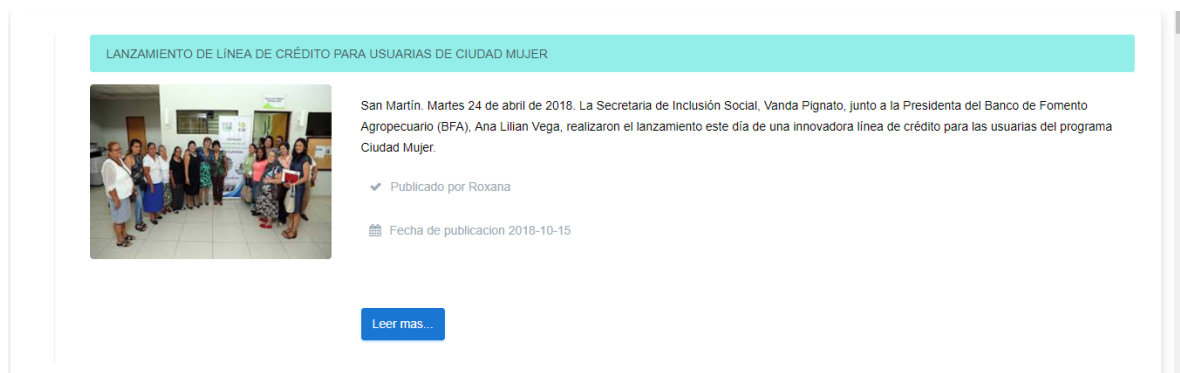 LANZAMIENTO DE LíNEA DE CRÉDITO PARA USUARIAS DE CIUDAD MUJER
San Martín. Martes 24 de abril de 2018. La Secretaria de Inclusión Social, Vanda Pignato, junto a la Presidenta del Banco de Fomento
Agropecuario (BFA), Ana Lilian Vega, realizaron el lanzamiento este día de una innovadora línea de crédito para las usuarias del programa
Ciudad Mujer.
Publicado por Roxana
Fecha de publicacion 2018-10-15
Leer mas...